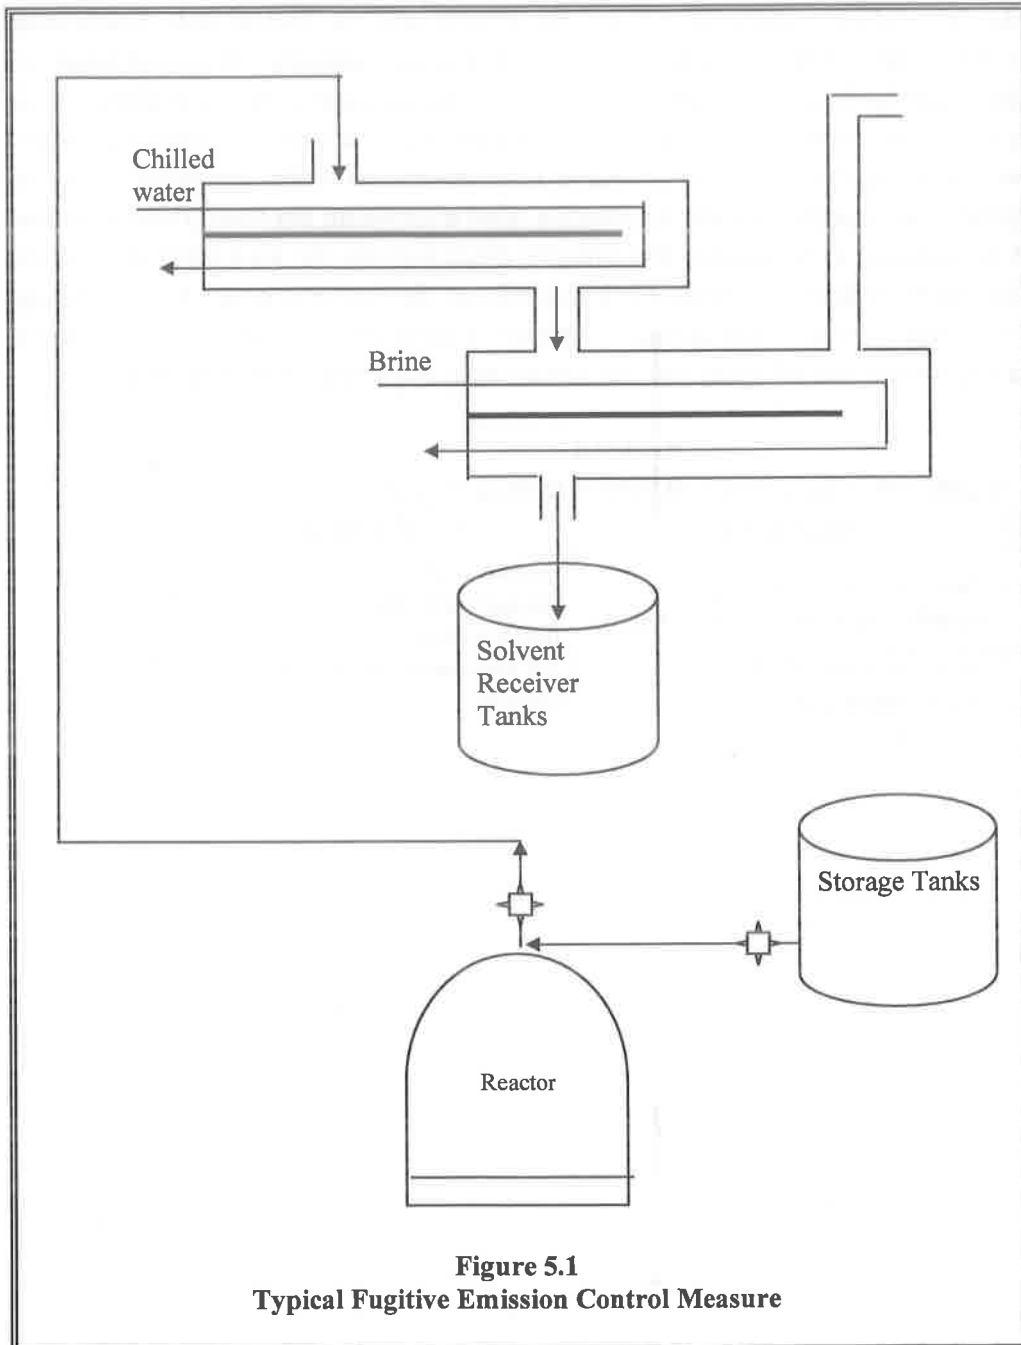 Chilled
water
Brine
Solvent
Receiver
Tanks
Storage Tanks
Reactor
Figure 5.1
Typical Fugitive Emission Control Measure